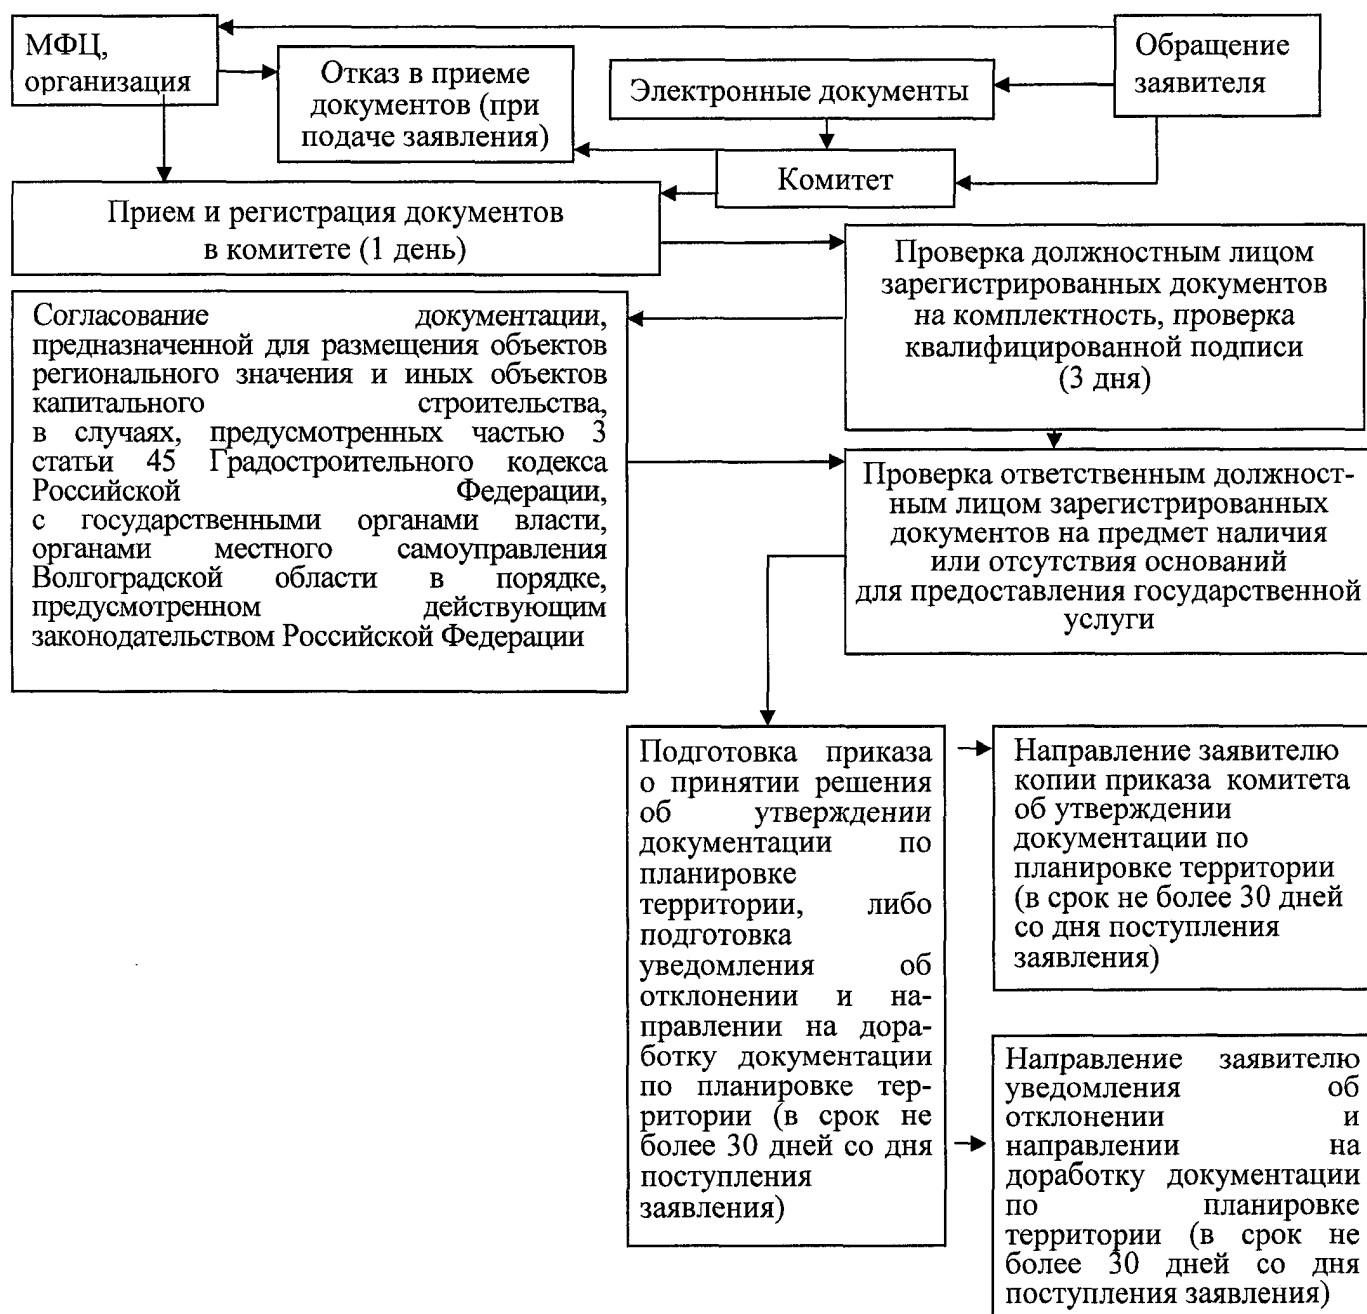 МФЦ,
организация
Обращение
заявителя
Отказ в приеме
документов (при
подаче заявления)
Электронные документы
Комитет
Прием и регистрация документов
в комитете (1 день)
Проверка должностным лицом
зарегистрированных документов
на комплектность, проверка
квалифицированной подписи
(3 дня)
Согласование документации,
предназначенной для размещения объектов
регионального значения и иных объектов
капитального строительства,
в случаях, предусмотренных частью 3
статьи 45 Градостроительного кодекса
Российской Федерации,
с государственными органами власти,
органами местного самоуправления
Волгоградской области в порядке,
предусмотренном действующим
законодательством Российской Федерации
Проверка ответственным должност-
ным лицом зарегистрированных
документов на предмет наличия
или отсутствия оснований
для предоставления государственной
услуги
Подготовка приказа
о принятии решения
об утверждении
документации по
планировке
территории, либо
подготовка
уведомления об
отклонении и на-
правлении на дора-
ботку документации
по планировке тер-
ритории (в срок не
более 30 дней со дня
поступления
заявления)
Направление заявителю
копии приказа комитета
об утверждении
документации по
планировке территории
(в срок не более 30 дней
со дня поступления
заявления)
Направление заявителю
уведомления об
отклонении и
направлении на
доработку документации
по планировке
территории (в срок не
более 30 дней со дня
поступления заявления)